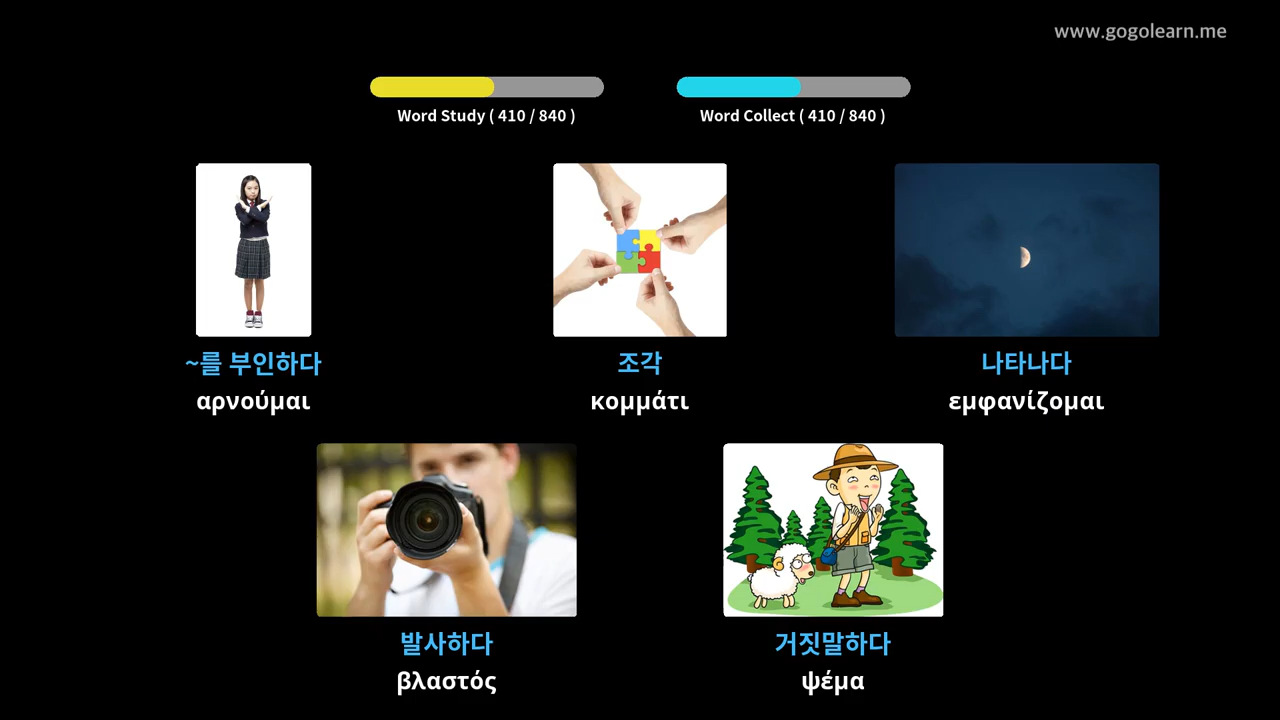 www.gogolearn.me
Word Study ( 410 / 840 )
Word Collect ( 410 / 840 )
~를 부인하다
αρνούμαι
조각
κομμάτι
나타나다
εμφανίζομαι
발사하다
βλαστός
거짓말하다
ψέμα